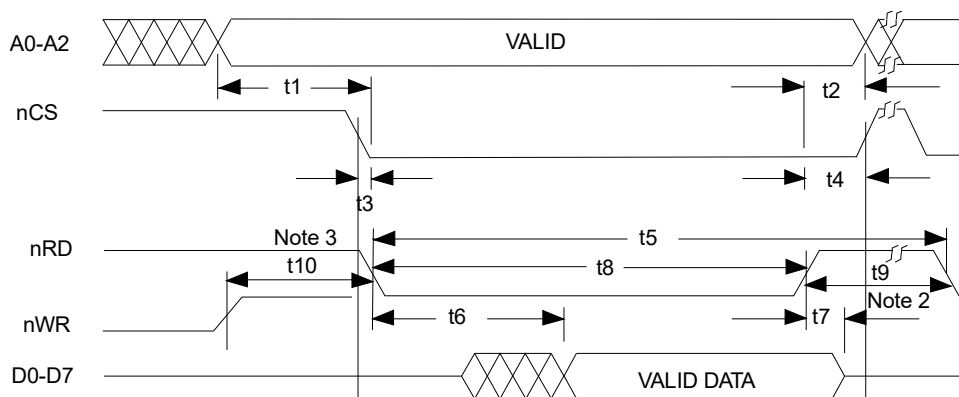 A0-A2
VALID
t1
t2
nCS
t3
t4
nRD
Note 3
t5
t8
t10
t9
Note 2
nWR
t6
t7
D0-D7
VALID DATA